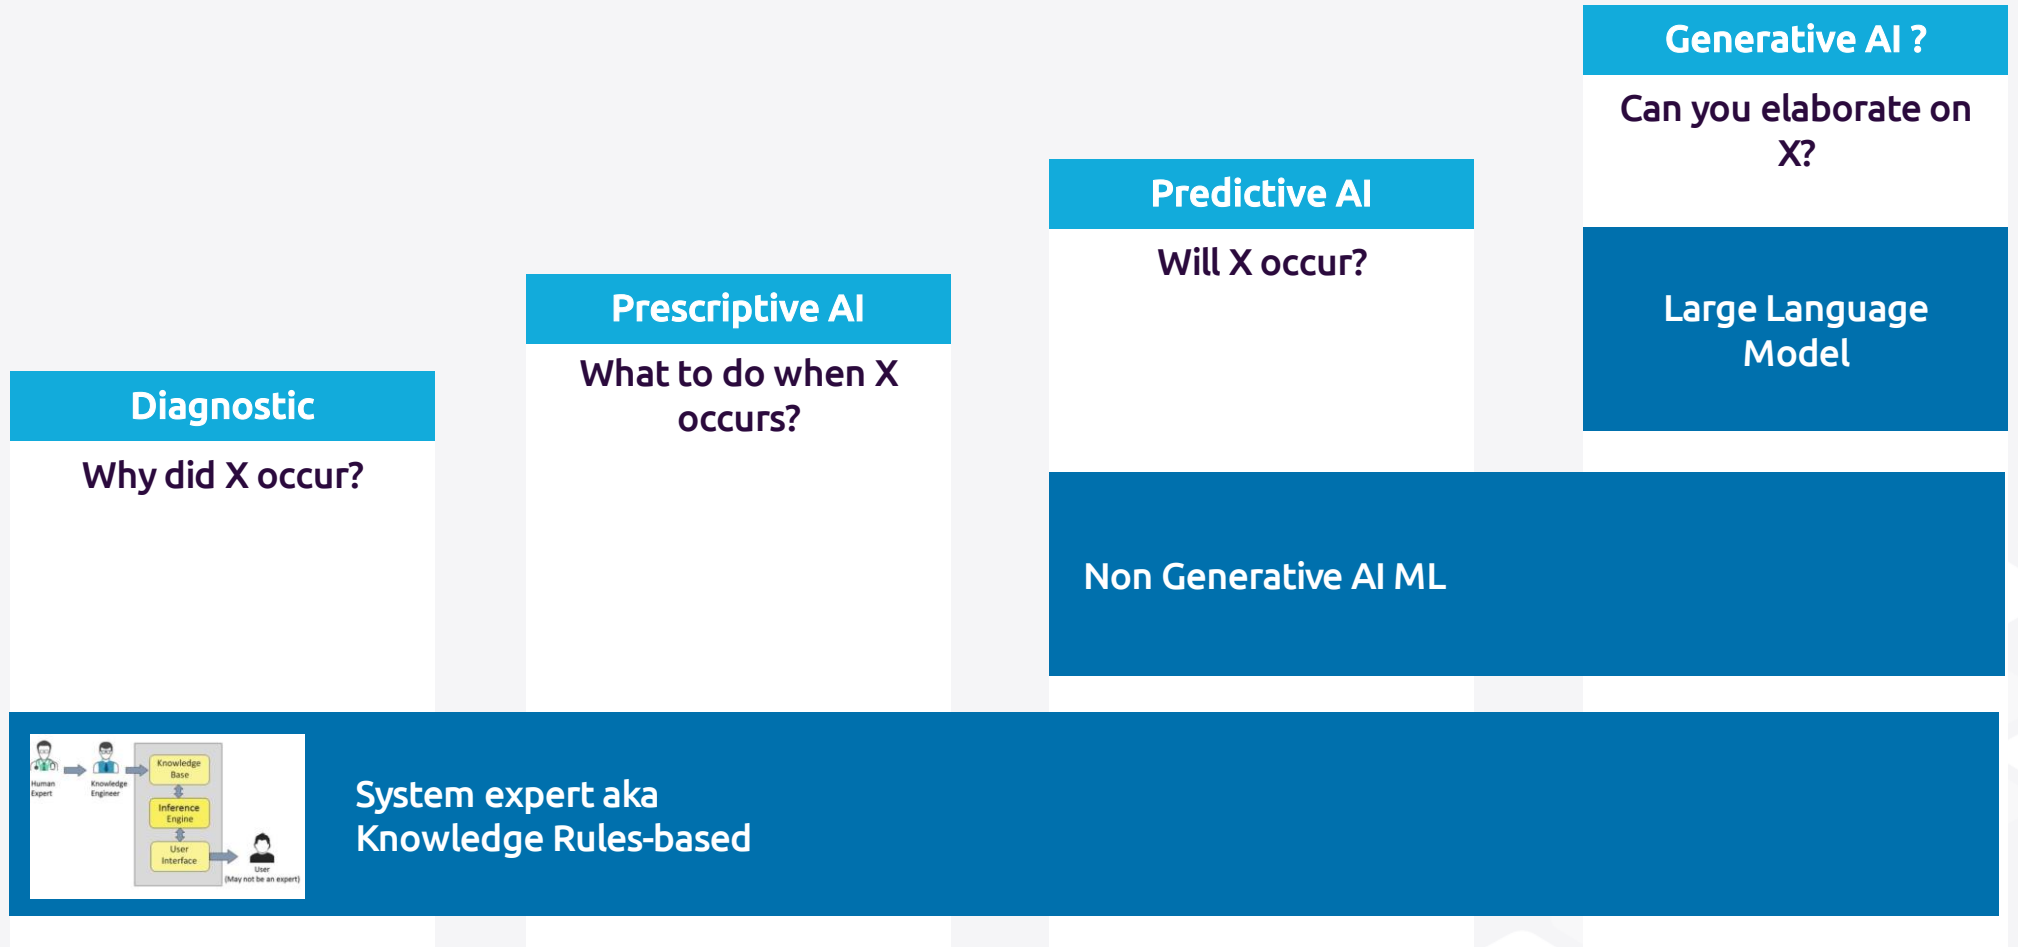 Generative AI ?
Can you elaborate on
X?
Large Language
Model
Predictive AI
Will X occur?
Prescriptive AI
What to do when X
occurs?
Diagnostic
Why did X occur?
Non Generative AI ML
System expert aka
Knowledge Rules-based
Human
Expert
Knowledge
Engineer
Knowledge
Base
Inference
Engine
User
Interface
User
(May not be an expert)